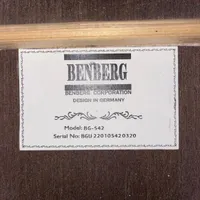 BENBERG
BENBERG CORPORATION
DESIGN IN GERMANY
Model: BG-542
Serial No: BGU 220105420320